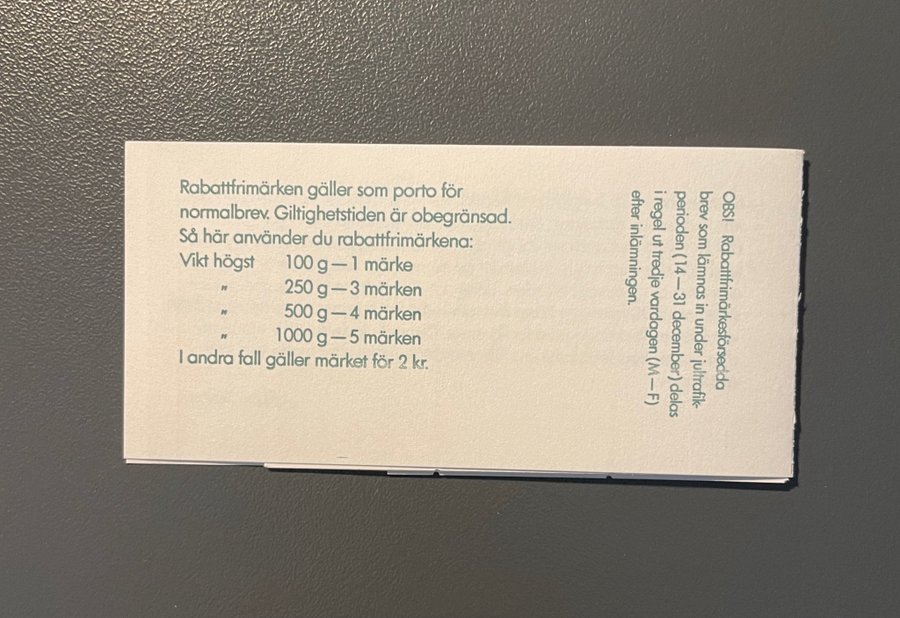 Rabattfrimärken gäller som porto för
normalbrev. Giltighetstiden är obegränsad.
Så här använder du rabattfrimärkena:
Vikt högst 100 g — 1 märke
" 250 g — 3 märken
" 500 g — 4 märken
" 1000 g — 5 märken
I andra fall gäller märket för 2 kr.
OBS! Rabattfrimärkesförsedda
brev som lämnas in under jultrafik-
perioden (14 — 31 december) delas
i regel ut tredje vardagen (M — F)
efter inlämningen.